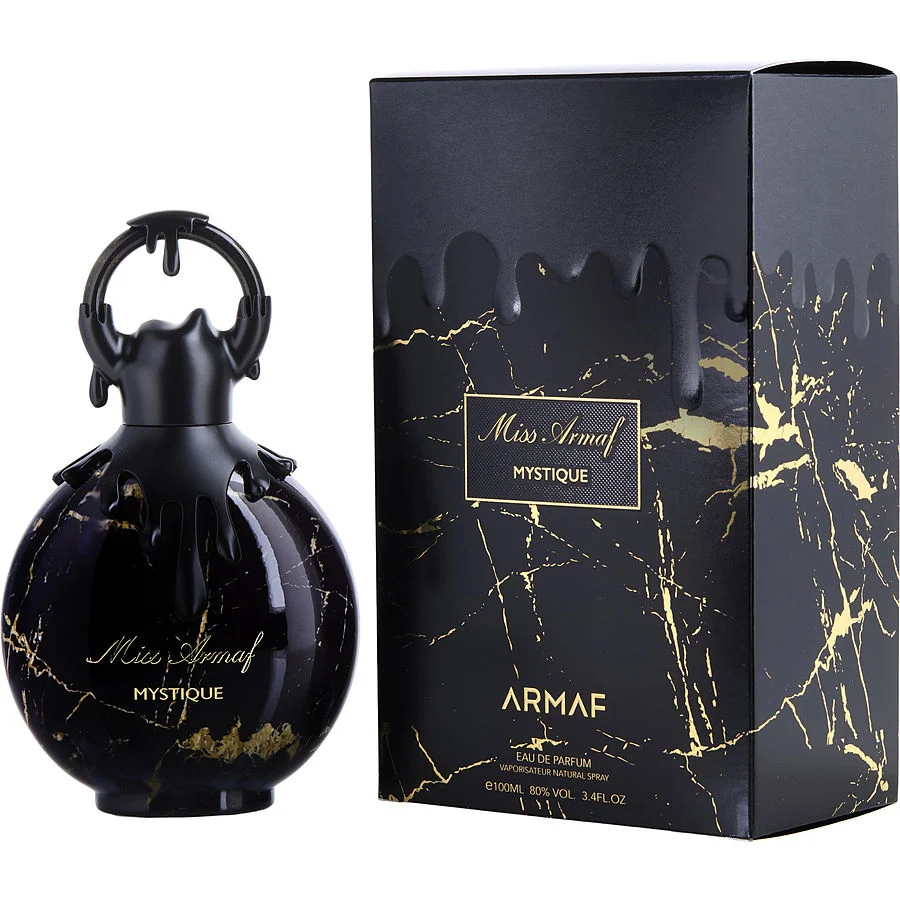 Miss Armaf
MYSTIQUE
Miss Armaf
MYSTIQUE
ARMAF
EAU DE PARFUM
VAPORISATEUR NATURAL SPRAY
e100ML 80% VOL. 3.4FL.OZ